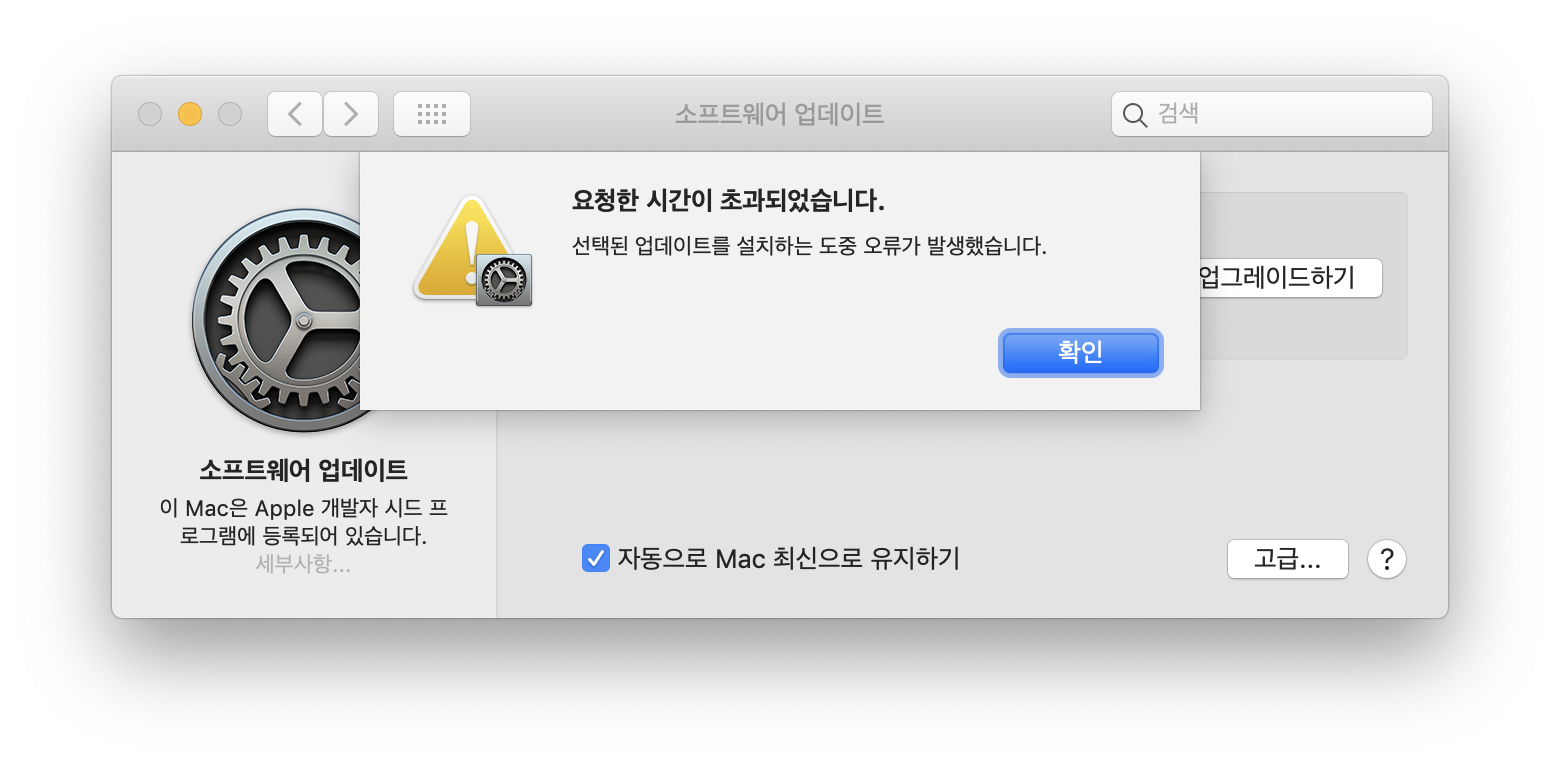 소프트웨어 업데이트
검색
요청한 시간이 초과되었습니다.
선택된 업데이트를 설치하는 도중 오류가 발생했습니다.
업그레이드하기
확인
소프트웨어 업데이트
이 Mac은 Apple 개발자 시드 프
로그램에 등록되어 있습니다.
세부사항...
자동으로 Mac 최신으로 유지하기
고급...
?